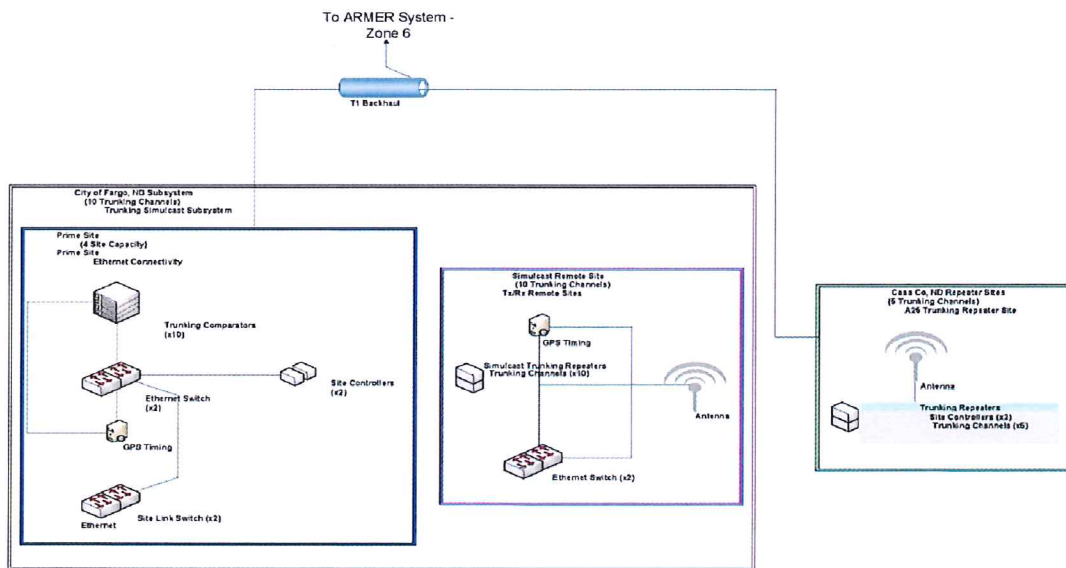 To ARMER System -
Zone 6
T1 Backhaul
City of Fargo, ND Subsystem
(10 Trunking Channels)
Trunking Simulcast Subsystem
Prime Site
(4 Site Capacity)
Prime Site
Ethernet Connectivity
Trunking Comparators
(x10)
Ethernet Switch
(x2)
Site Controllers
(x2)
GPS Timing
Site Link Switch (x2)
Ethernet
Simulcast Remote Site
(10 Trunking Channels)
Tx/Rx Remote Sites
GPS Timing
Simulcast Trunking Repeaters
Trunking Channels (x10)
Antenna
Ethernet Switch (x2)
Cass Co, ND Repeater Sites
(5 Trunking Channels)
A26 Trunking Repeater Site
Antenna
Trunking Repeaters
Site Controllers (x2)
Trunking Channels (x5)